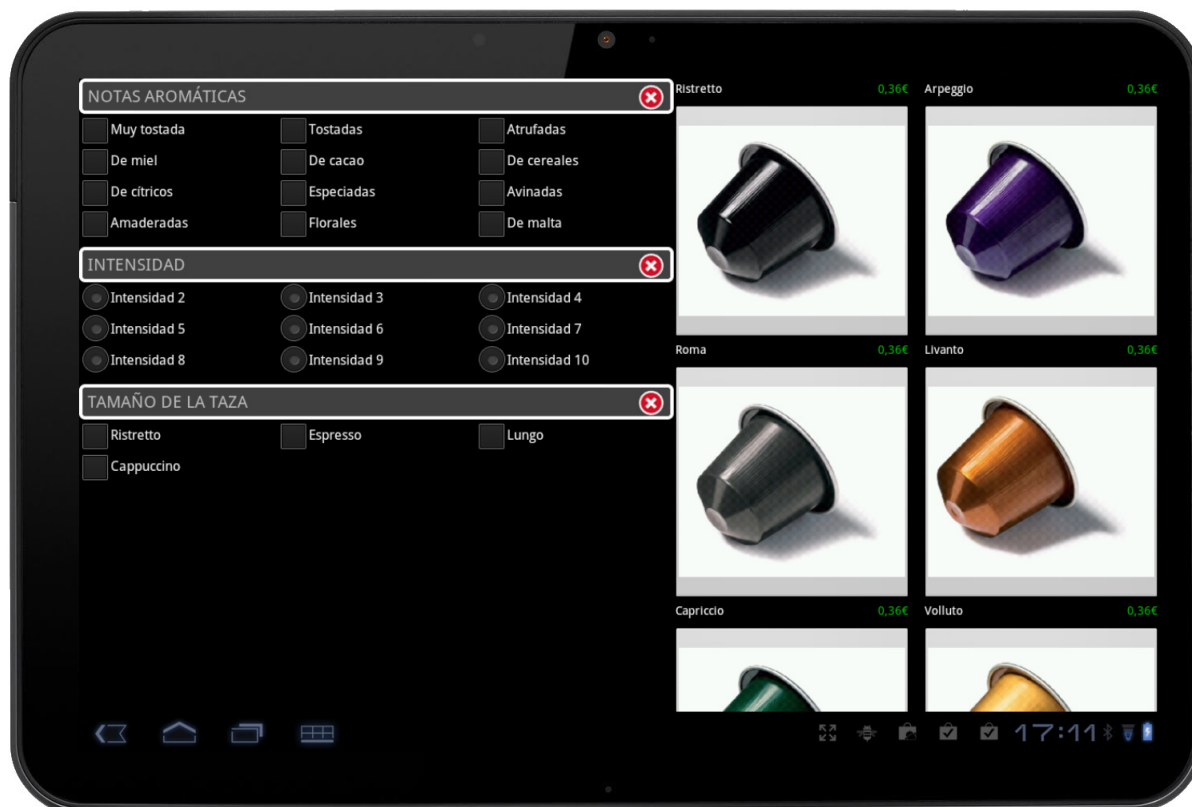 NOTAS AROMÁTICAS
Muy tostada Tostadas Atrufadas
De miel De cacao De cereales
De cítricos Especiadas Avinadas
Amaderadas Florales De malta
INTENSIDAD
Intensidad 2 Intensidad 3 Intensidad 4
Intensidad 5 Intensidad 6 Intensidad 7
Intensidad 8 Intensidad 9 Intensidad 10
TAMAÑO DE LA TAZA
Ristretto Espresso Lungo
Cappuccino
Ristretto 0,36€ Arpeggio 0,36€
Roma 0,36€ Livanto 0,36€
Capriccio 0,36€ Volluto 0,36€
17:11